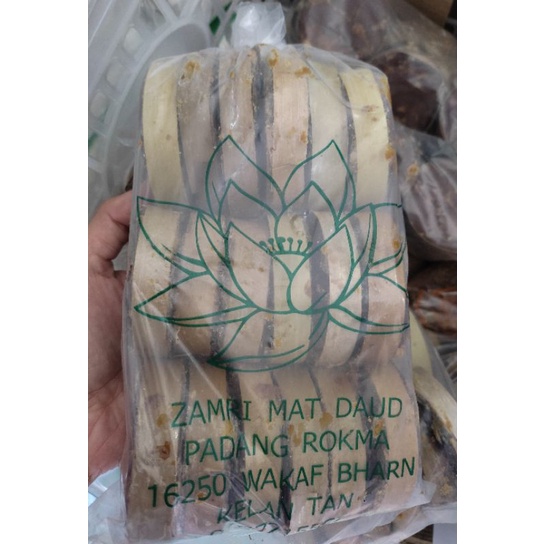 ZAMRI MAT DAUD
PADANG ROKMA
16250 WAKAF BHARN
KELAN TAN